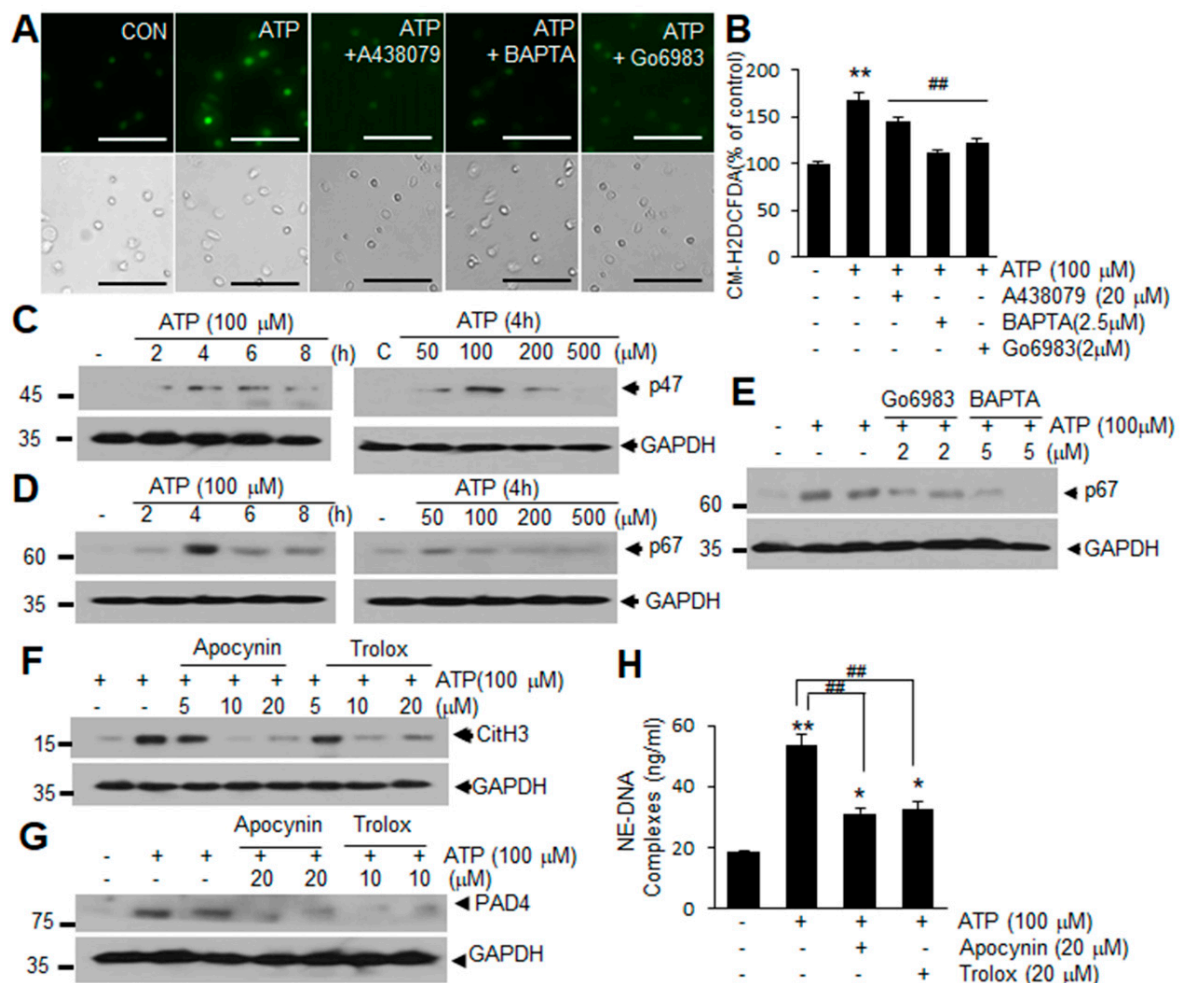 A
CON
ATP
ATP
+A438079
ATP
+ BAPTA
ATP
+ Go6983
B
CM-H2DCFDA(% of control)
200
150
100
50
0
**
##
- + + + + ATP (100 μM)
- - + - - A438079 (20 μM)
- - - + - BAPTA(2.5μM)
- - - - + Go6983(2μM)
C
ATP (100 μM)
- 2 4 6 8 (h)
ATP (4h)
C 50 100 200 500 (μM)
45
p47
35
GAPDH
D
ATP (100 μM)
- 2 4 6 8 (h)
ATP (4h)
- 50 100 200 500 (μM)
60
p67
35
GAPDH
E
Go6983 BAPTA
- + + + + + + ATP (100μM)
- - - 2 2 5 5 (μM)
60
p67
35
GAPDH
F
Apocynin Trolox
+ + + + + + + + ATP(100 μM)
- - 5 10 20 5 10 20 (μM)
15
CitH3
35
GAPDH
G
Apocynin Trolox
- + + + + + + ATP (100 μM)
- - - 20 20 10 10 (μM)
75
PAD4
35
GAPDH
H
NE-DNA
Complexes (ng/ml)
60
40
20
0
##
##
**
*
*
- + + + ATP (100 μM)
- - + - Apocynin (20 μM)
- - - + Trolox (20 μM)